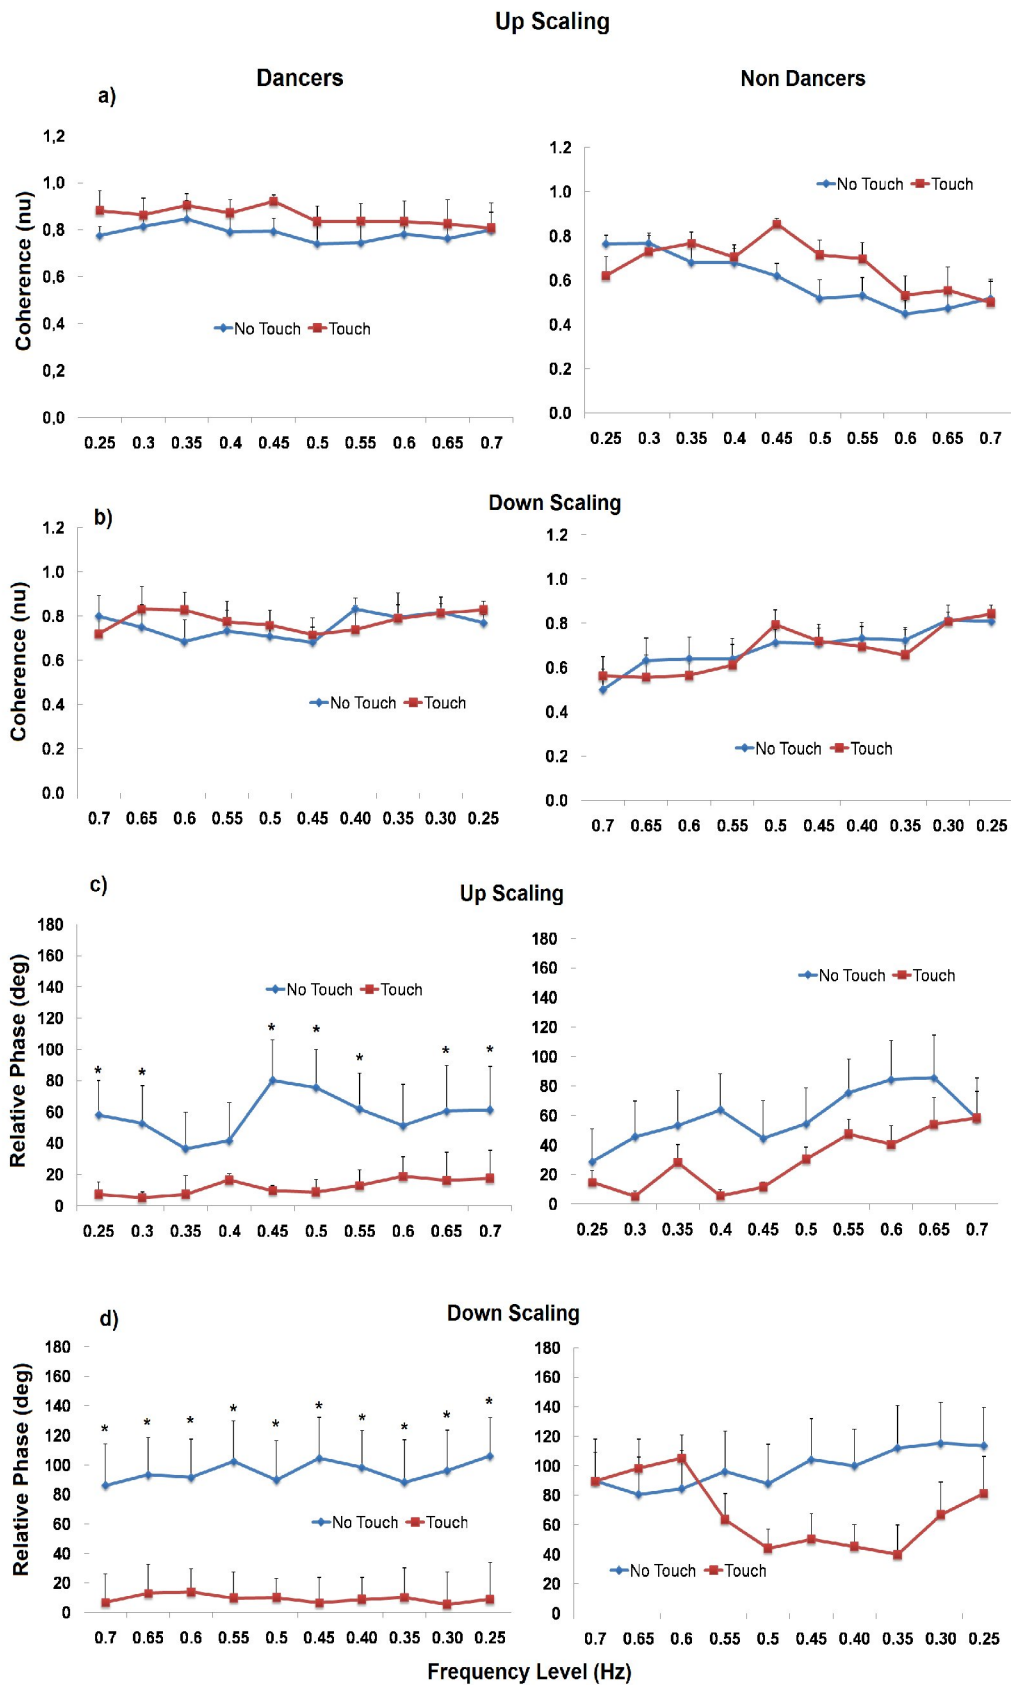 Up Scaling
Dancers
Non Dancers
a)
Coherence (nu)
1,2
1.0
0.8
0.6
0.4
0,2
0,0
No Touch Touch
0.25 0.3 0.35 0.4 0.45 0.5 0.55 0.6 0.65 0.7
1.2
1.0
0.8
0.6
0.4
0.2
0.0
No Touch Touch
0.25 0.3 0.35 0.4 0.45 0.5 0.55 0.6 0.65 0.7
Down Scaling
b)
Coherence (nu)
1.2
1.0
0.8
0.6
0.4
0.2
0.0
No Touch Touch
0.7 0.65 0.6 0.55 0.5 0.45 0.40 0.35 0.30 0.25
1.2
1.0
0.8
0.6
0.4
0.2
0.0
No Touch Touch
0.7 0.65 0.6 0.55 0.5 0.45 0.40 0.35 0.30 0.25
c)
Up Scaling
Relative Phase (deg)
180
160
140
120
100
80
60
40
20
0
No Touch Touch
* * * * * * *
0.25 0.3 0.35 0.4 0.45 0.5 0.55 0.6 0.65 0.7
180
160
140
120
100
80
60
40
20
0
No Touch Touch
0.25 0.3 0.35 0.4 0.45 0.5 0.55 0.6 0.65 0.7
d)
Down Scaling
Relative Phase (deg)
180
160
140
120
100
80
60
40
20
0
* * * * * * * * * *
No Touch Touch
0.7 0.65 0.6 0.55 0.5 0.45 0.40 0.35 0.30 0.25
180
160
140
120
100
80
60
40
20
0
No Touch Touch
0.7 0.65 0.6 0.55 0.5 0.45 0.40 0.35 0.30 0.25
Frequency Level (Hz)